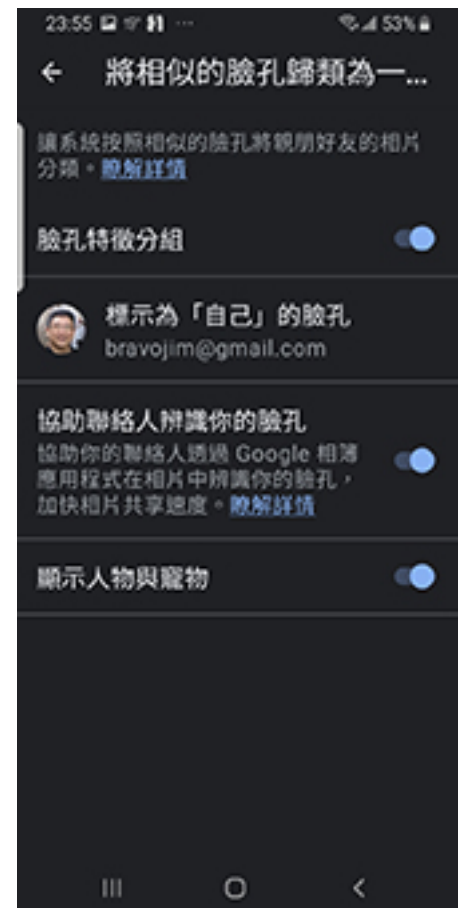 23:55 ··· 53%
將相似的臉孔歸類為一...
讓系統按照相似的臉孔將親朋好友的相片
分類。瞭解詳情
臉孔特徵分組
標示為「自己」的臉孔
bravojim@gmail.com
協助聯絡人辨識你的臉孔
協助你的聯絡人透過 Google 相簿
應用程式在相片中辨識你的臉孔，
加快相片共享速度。瞭解詳情
顯示人物與寵物